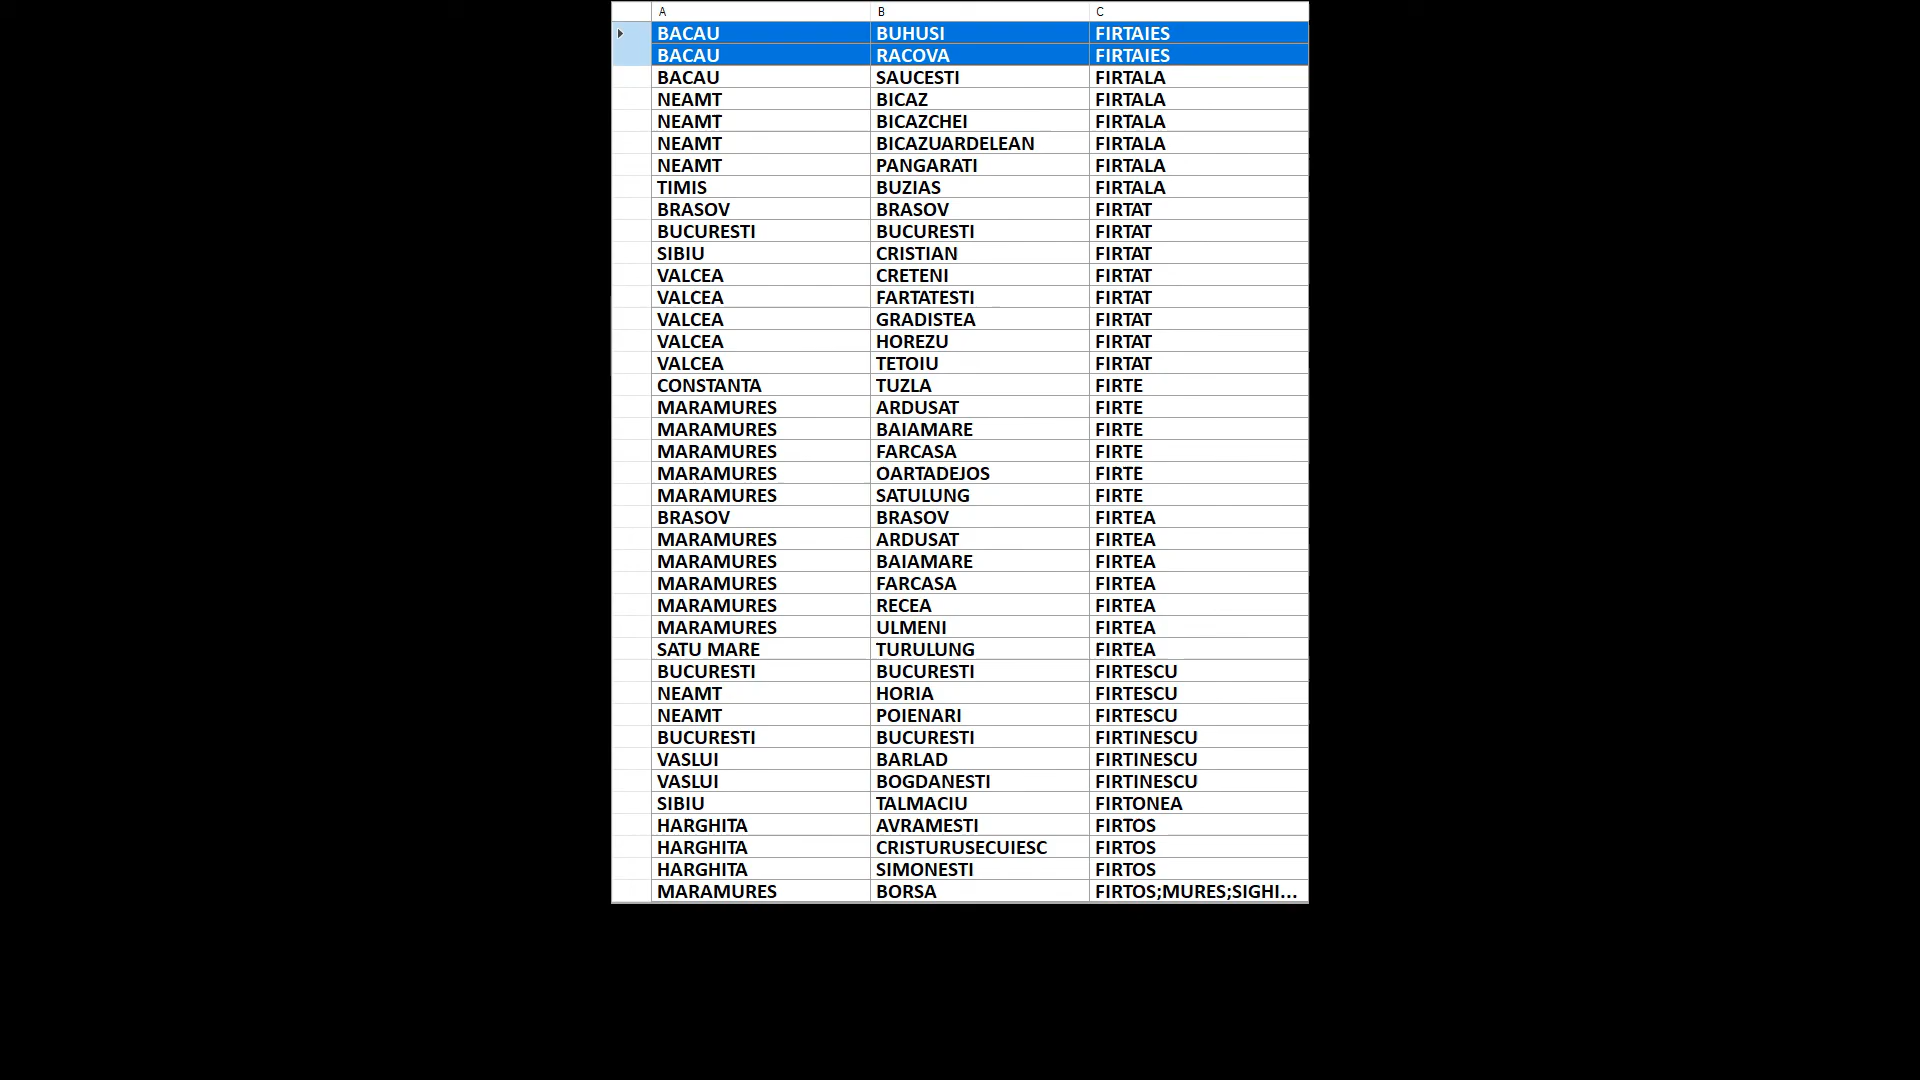 A B C
BACAU BUHUSI FIRTAIES
BACAU RACOVA FIRTAIES
BACAU SAUCESTI FIRTALA
NEAMT BICAZ FIRTALA
NEAMT BICAZCHEI FIRTALA
NEAMT BICAZUARDELEAN FIRTALA
NEAMT PANGARATI FIRTALA
TIMIS BUZIAS FIRTALA
BRASOV BRASOV FIRTAT
BUCURESTI BUCURESTI FIRTAT
SIBIU CRISTIAN FIRTAT
VALCEA CRETENI FIRTAT
VALCEA FARTATESTI FIRTAT
VALCEA GRADISTEA FIRTAT
VALCEA HOREZU FIRTAT
VALCEA TETOIU FIRTAT
CONSTANTA TUZLA FIRTE
MARAMURES ARDUSAT FIRTE
MARAMURES BAIAMARE FIRTE
MARAMURES FARCASA FIRTE
MARAMURES OARTADEJOS FIRTE
MARAMURES SATULUNG FIRTE
BRASOV BRASOV FIRTEA
MARAMURES ARDUSAT FIRTEA
MARAMURES BAIAMARE FIRTEA
MARAMURES FARCASA FIRTEA
MARAMURES RECEA FIRTEA
MARAMURES ULMENI FIRTEA
SATU MARE TURULUNG FIRTEA
BUCURESTI BUCURESTI FIRTESCU
NEAMT HORIA FIRTESCU
NEAMT POIENARI FIRTESCU
BUCURESTI BUCURESTI FIRTINESCU
VASLUI BARLAD FIRTINESCU
VASLUI BOGDANESTI FIRTINESCU
SIBIU TALMACIU FIRTONEA
HARGHITA AVRAMESTI FIRTOS
HARGHITA CRISTURUSECUIESC FIRTOS
HARGHITA SIMONESTI FIRTOS
MARAMURES BORSA FIRTOS;MURES;SIGHI...